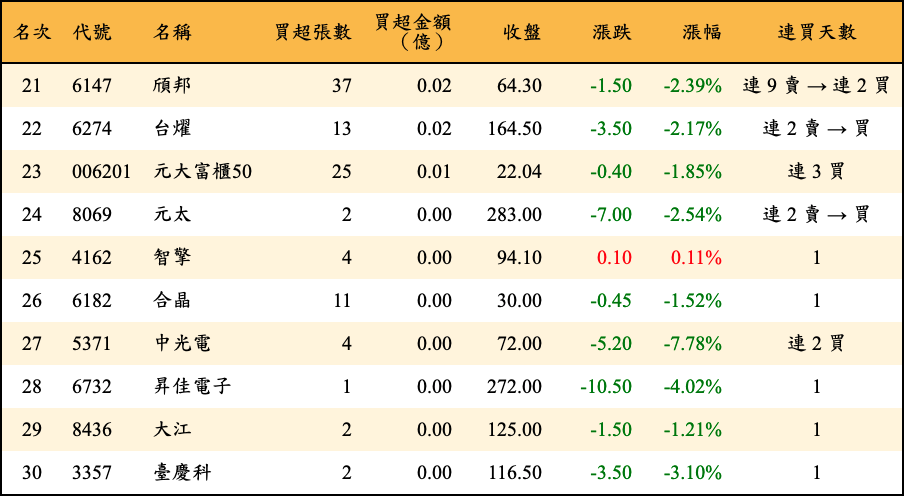 名次 代號 名稱 買超張數 買超金額（億） 收盤 漲跌 漲幅 連買天數
21 6147 頎邦 37 0.02 64.30 -1.50 -2.39% 連 9 賣 → 連 2 買
22 6274 台燿 13 0.02 164.50 -3.50 -2.17% 連 2 賣 → 買
23 006201 元大富櫃50 25 0.01 22.04 -0.40 -1.85% 連 3 買
24 8069 元太 2 0.00 283.00 -7.00 -2.54% 連 2 賣 → 買
25 4162 智擎 4 0.00 94.10 0.10 0.11% 1
26 6182 合晶 11 0.00 30.00 -0.45 -1.52% 1
27 5371 中光電 4 0.00 72.00 -5.20 -7.78% 連 2 買
28 6732 昇佳電子 1 0.00 272.00 -10.50 -4.02% 1
29 8436 大江 2 0.00 125.00 -1.50 -1.21% 1
30 3357 臺慶科 2 0.00 116.50 -3.50 -3.10% 1